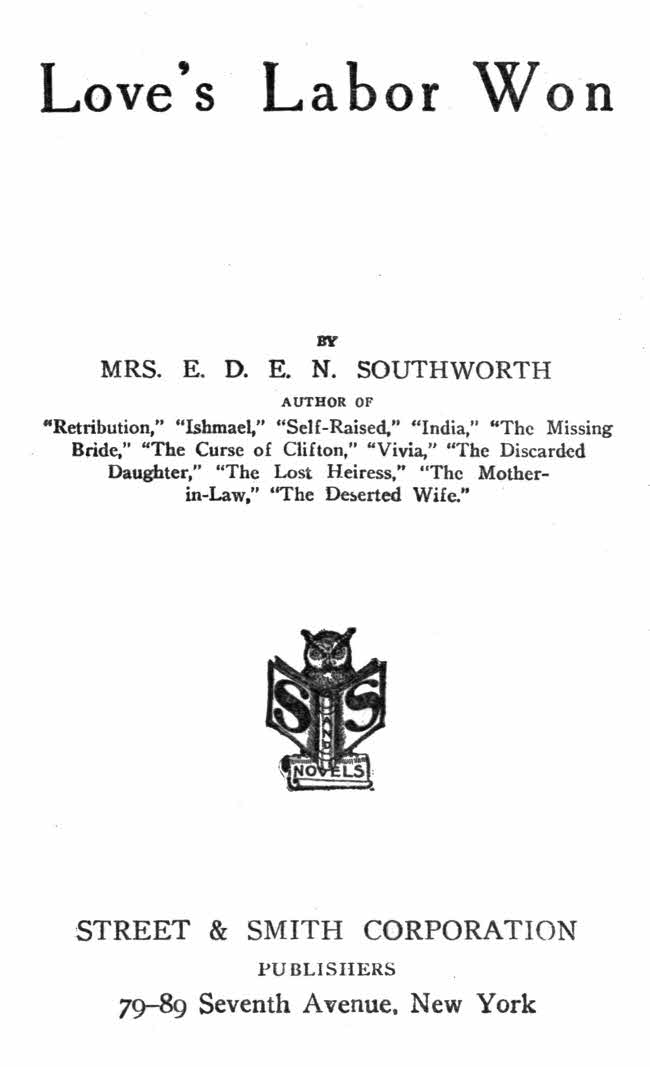 Love's Labor Won
BY
MRS. E. D. E. N. SOUTHWORTH
AUTHOR OF
"Retribution," "Ishmael," "Self-Raised," "India," "The Missing
Bride," "The Curse of Clifton," "Vivia," "The Discarded
Daughter," "The Lost Heiress," "The Mother-
in-Law," "The Deserted Wife."
S AND S
NOVELS
STREET & SMITH CORPORATION
PUBLISHERS
79–89 Seventh Avenue, New York